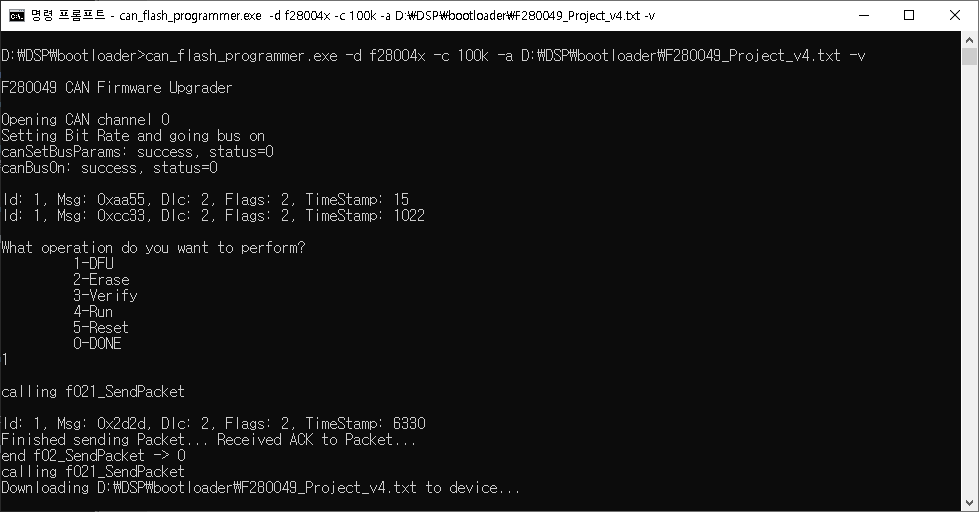 명령 프롬프트 - can_flash_programmer.exe -d f28004x -c 100k -a D:₩DSP₩bootloader₩F280049_Project_v4.txt -v
D:₩DSP₩bootloader>can_flash_programmer.exe -d f28004x -c 100k -a D:₩DSP₩bootloader₩F280049_Project_v4.txt -v
F280049 CAN Firmware Upgrader
Opening CAN channel 0
Setting Bit Rate and going bus on
canSetBusParams: success, status=0
canBusOn: success, status=0
Id: 1, Msg: 0xaa55, Dlc: 2, Flags: 2, TimeStamp: 15
Id: 1, Msg: 0xcc33, Dlc: 2, Flags: 2, TimeStamp: 1022
What operation do you want to perform?
1-DFU
2-Erase
3-Verify
4-Run
5-Reset
0-DONE
1
calling f021_SendPacket
Id: 1, Msg: 0x2d2d, Dlc: 2, Flags: 2, TimeStamp: 6330
Finished sending Packet... Received ACK to Packet...
end f02_SendPacket -> 0
calling f021_SendPacket
Downloading D:₩DSP₩bootloader₩F280049_Project_v4.txt to device...